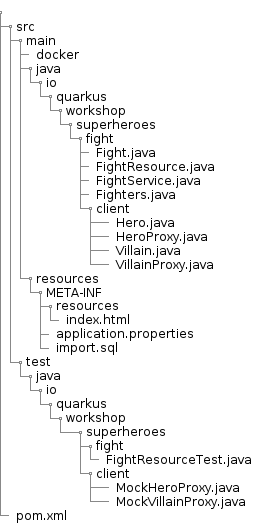 src
main
docker
java
io
quarkus
workshop
superheroes
fight
Fight.java
FightResource.java
FightService.java
Fighters.java
client
Hero.java
HeroProxy.java
Villain.java
VillainProxy.java
resources
META-INF
resources
index.html
application.properties
import.sql
test
java
io
quarkus
workshop
superheroes
fight
FightResourceTest.java
client
MockHeroProxy.java
MockVillainProxy.java
pom.xml